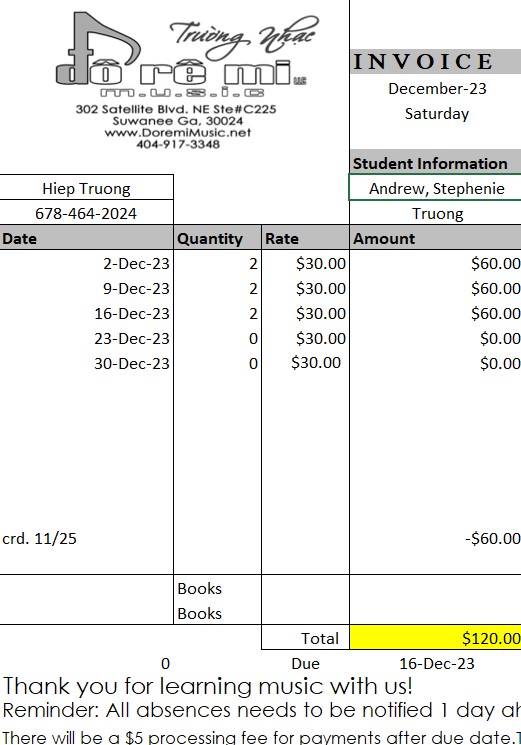 Trường Nhạc
đô rê mi LLC
m.u.s.i.c
302 Satellite Blvd. NE Ste#C225
Suwanee Ga, 30024
www.DoremiMusic.net
404-917-3348
INVOICE
December-23
Saturday
Student Information
Hiep Truong Andrew, Stephenie
678-464-2024 Truong
Date Quantity Rate Amount
2-Dec-23 2 $30.00 $60.00
9-Dec-23 2 $30.00 $60.00
16-Dec-23 2 $30.00 $60.00
23-Dec-23 0 $30.00 $0.00
30-Dec-23 0 $30.00 $0.00
crd. 11/25 -$60.00
Books
Books
Total $120.00
0 Due 16-Dec-23
Thank you for learning music with us!
Reminder: All absences needs to be notified 1 day
There will be a $5 processing fee for payments after due date.